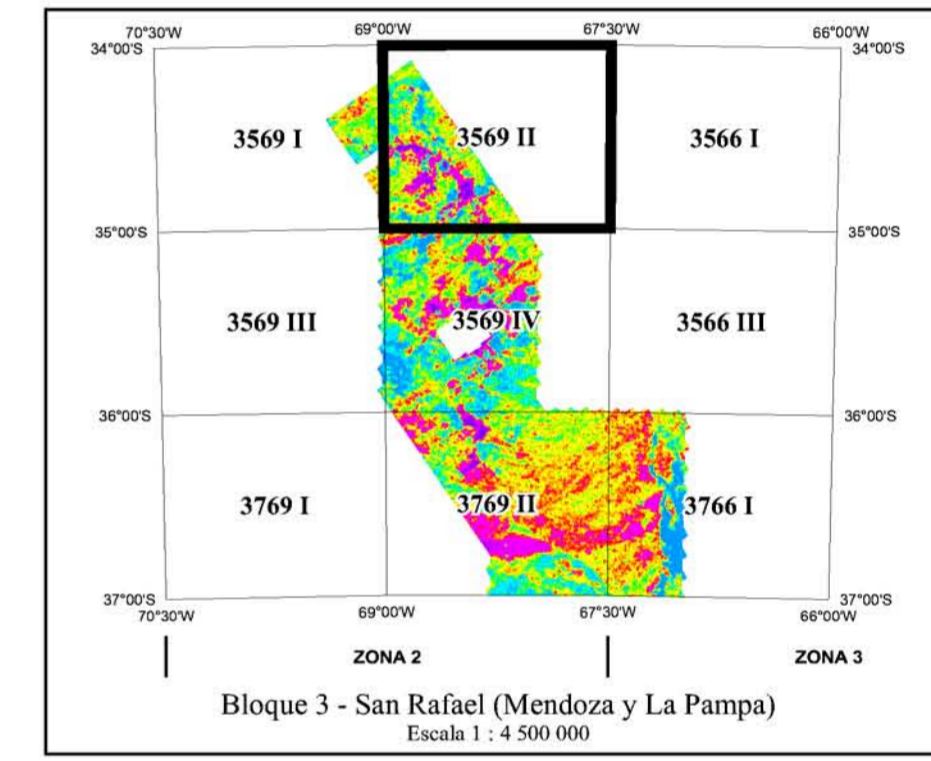 70°30'W 69°00'W 67°30'W 66°00'W
34°00'S 34°00'S
3569 I 3569 II 3566 I
35°00'S 35°00'S
3569 III 3569 IV 3566 III
36°00'S 36°00'S
3769 I 3769 II 3766 I
37°00'S 37°00'S
70°30'W 69°00'W 67°30'W 66°00'W
ZONA 2 ZONA 3
Bloque 3 - San Rafael (Mendoza y La Pampa)
Escala 1 : 4 500 000